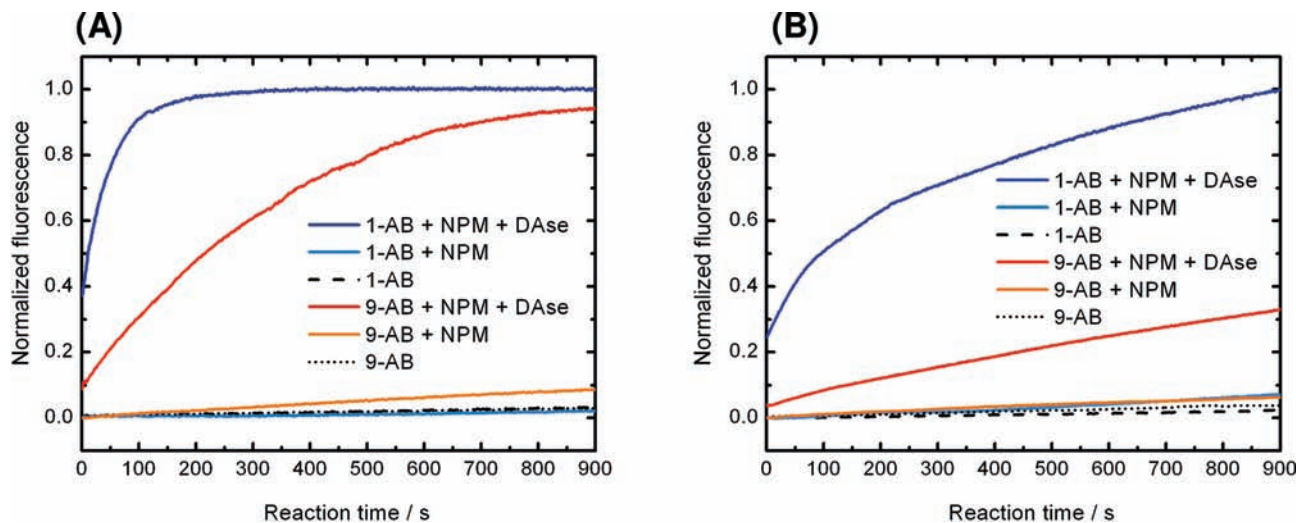 (A)
Normalized fluorescence
1.0
0.8
0.6
0.4
0.2
0.0
1-AB + NPM + DAse
1-AB + NPM
1-AB
9-AB + NPM + DAse
9-AB + NPM
9-AB
0 100 200 300 400 500 600 700 800 900
Reaction time / s
(B)
Normalized fluorescence
1.0
0.8
0.6
0.4
0.2
0.0
1-AB + NPM + DAse
1-AB + NPM
1-AB
9-AB + NPM + DAse
9-AB + NPM
9-AB
0 100 200 300 400 500 600 700 800 900
Reaction time / s